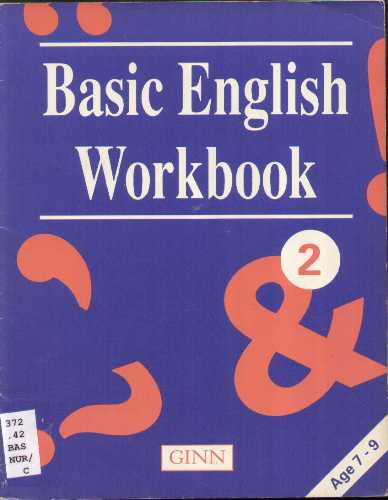 Basic English
Workbook
2
&
372
.42
BAS
NUR/
C
GINN
Age 7 - 9